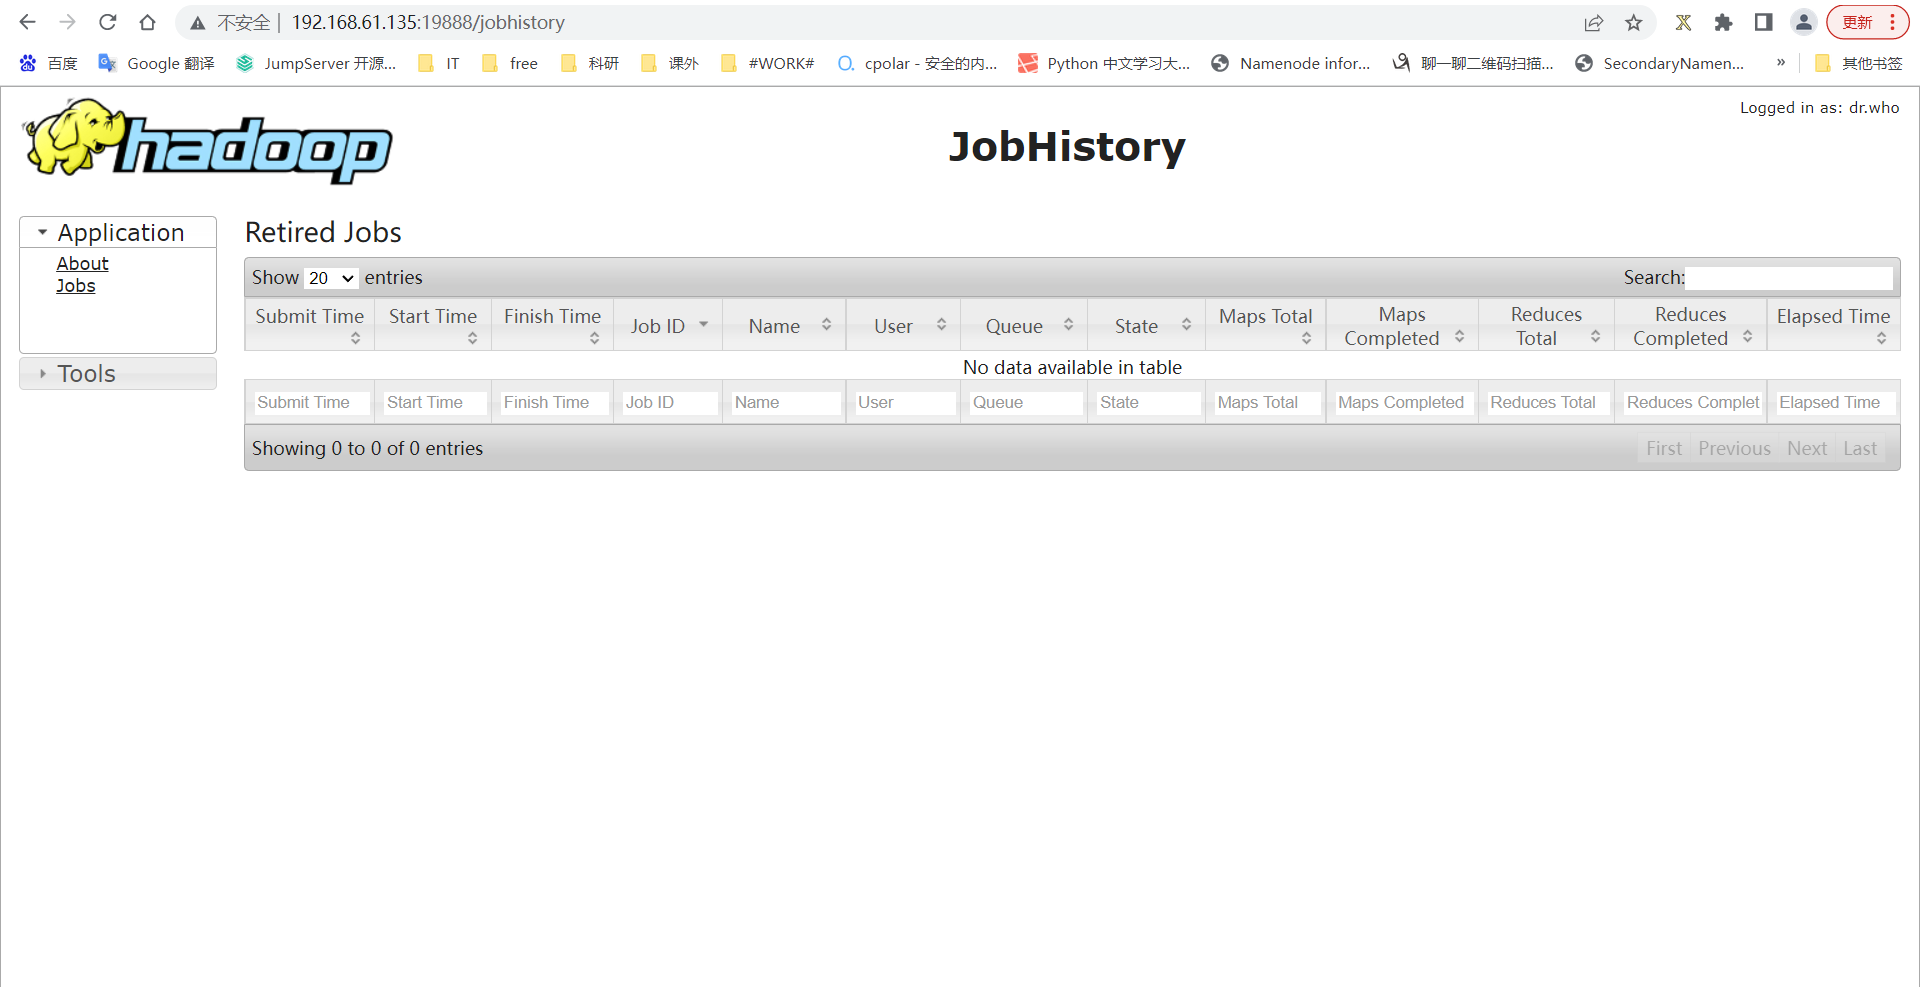 不安全 | 192.168.61.135:19888/jobhistory
更新
百度 Google 翻译 JumpServer 开源... IT free 科研 课外 #WORK# cpolar - 安全的内... Python 中文学习大... Namenode infor... 聊一聊二维码扫描... SecondaryNamen... » 其他书签
Logged in as: dr.who
hadoop
JobHistory
Application
About
Jobs
Tools
Retired Jobs
Show 20 entries
Search:
Submit Time Start Time Finish Time Job ID Name User Queue State Maps Total Maps Completed Reduces Total Reduces Completed Elapsed Time
No data available in table
Submit Time Start Time Finish Time Job ID Name User Queue State Maps Total Maps Completed Reduces Total Reduces Complet Elapsed Time
Showing 0 to 0 of 0 entries
First Previous Next Last